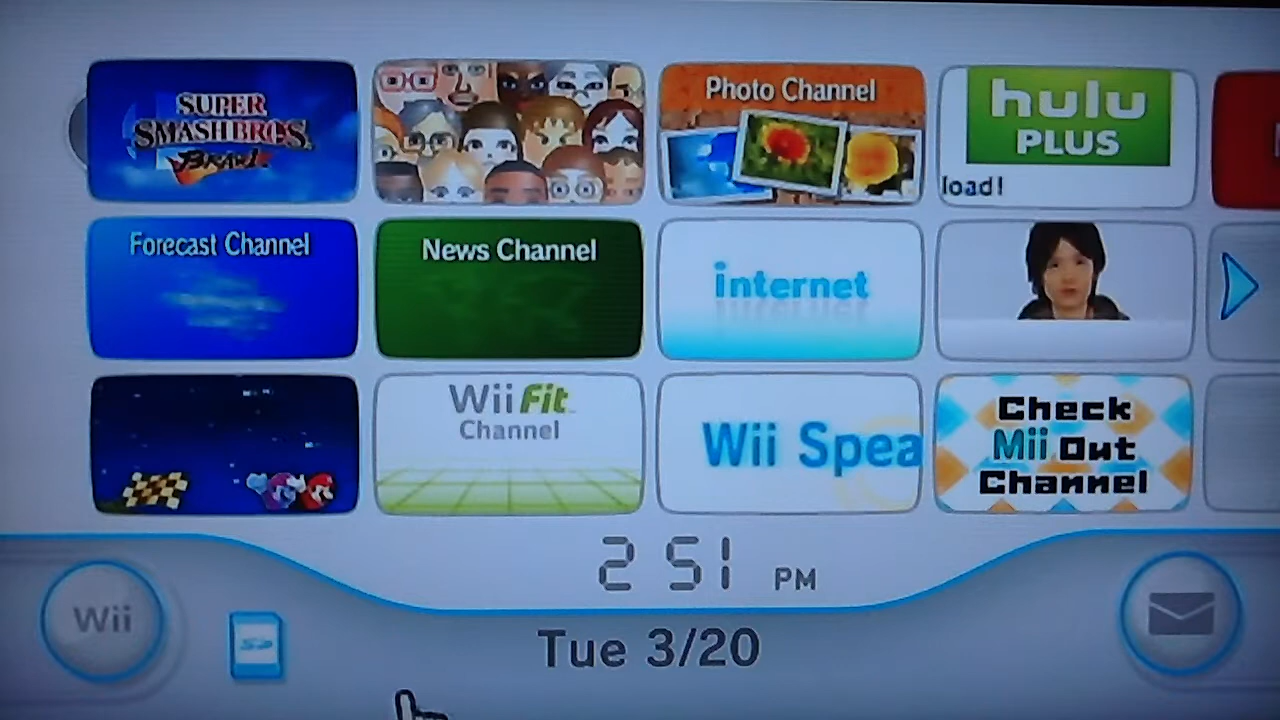 SUPER
SMASH BROS.
BRAWL
Photo Channel
hulu
PLUS
load!
Forecast Channel
News Channel
internet
Wii Fit
Channel
Wii Spea
Check
Mii Out
Channel
2 51 PM
Wii
SD
Tue 3/20